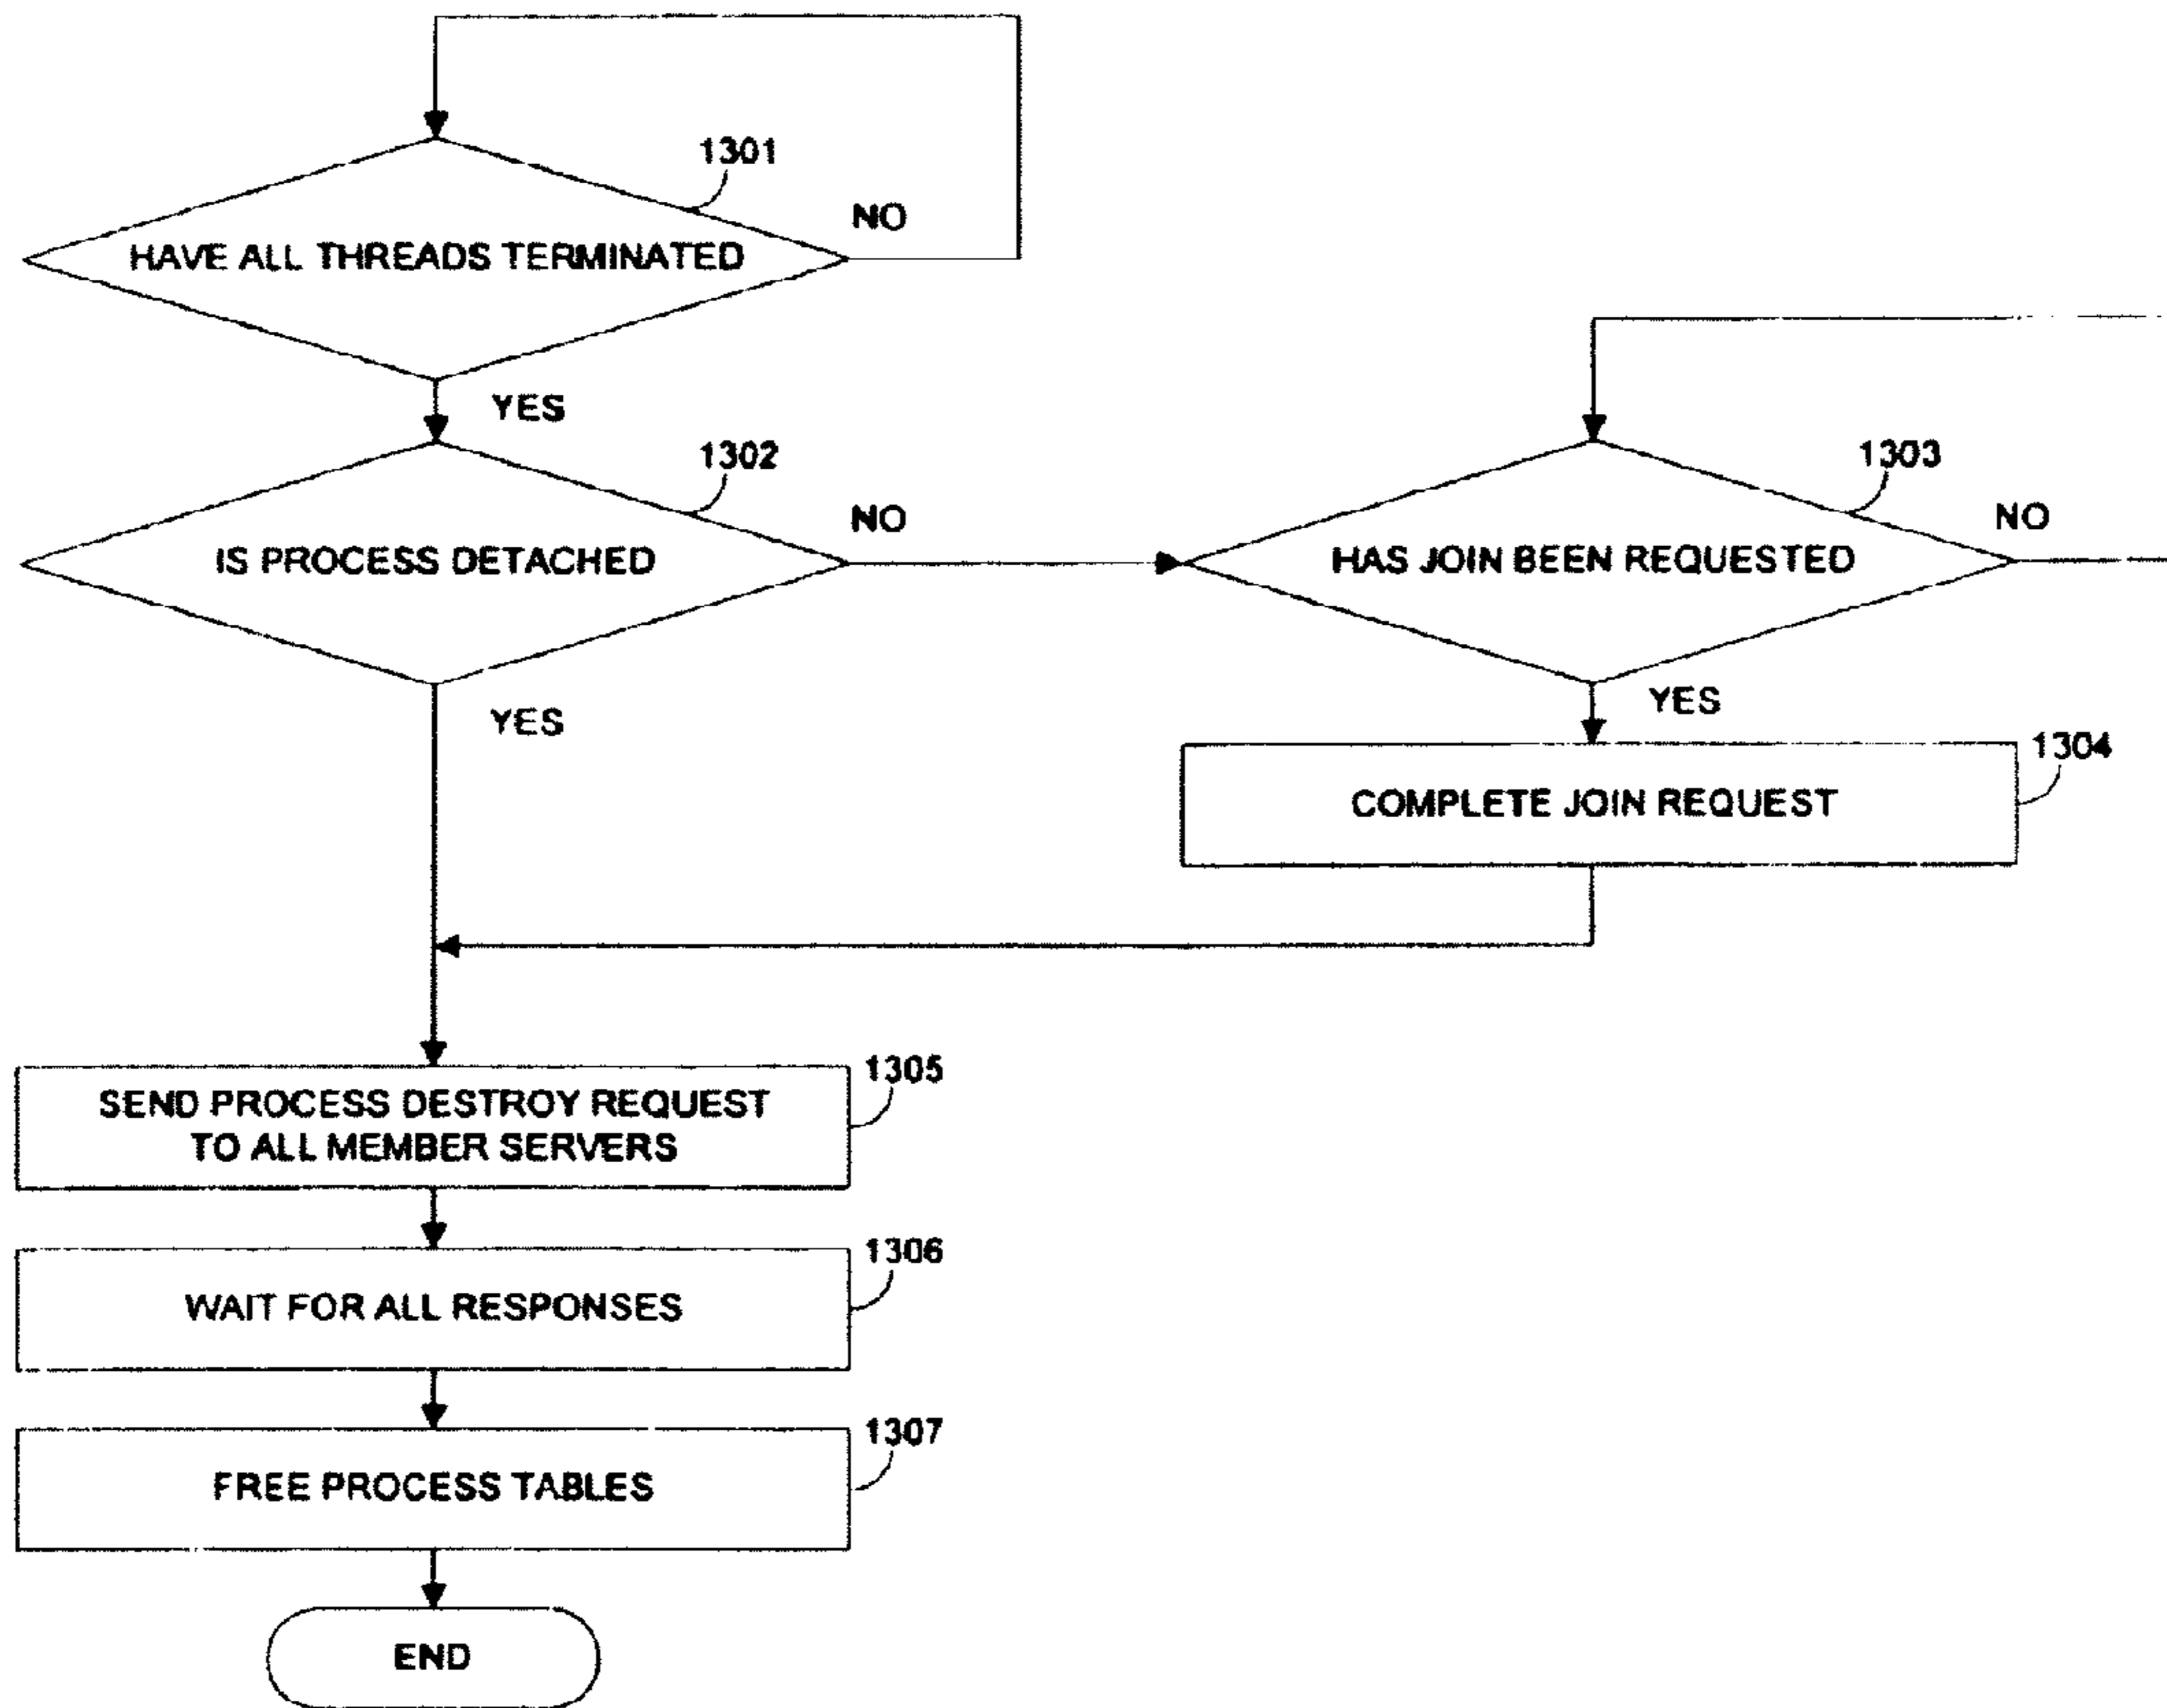 1301
NO
HAVE ALL THREADS TERMINATED
YES
1302
NO
IS PROCESS DETACHED
YES
1303
NO
HAS JOIN BEEN REQUESTED
YES
1304
COMPLETE JOIN REQUEST
1305
SEND PROCESS DESTROY REQUEST
TO ALL MEMBER SERVERS
1306
WAIT FOR ALL RESPONSES
1307
FREE PROCESS TABLES
END